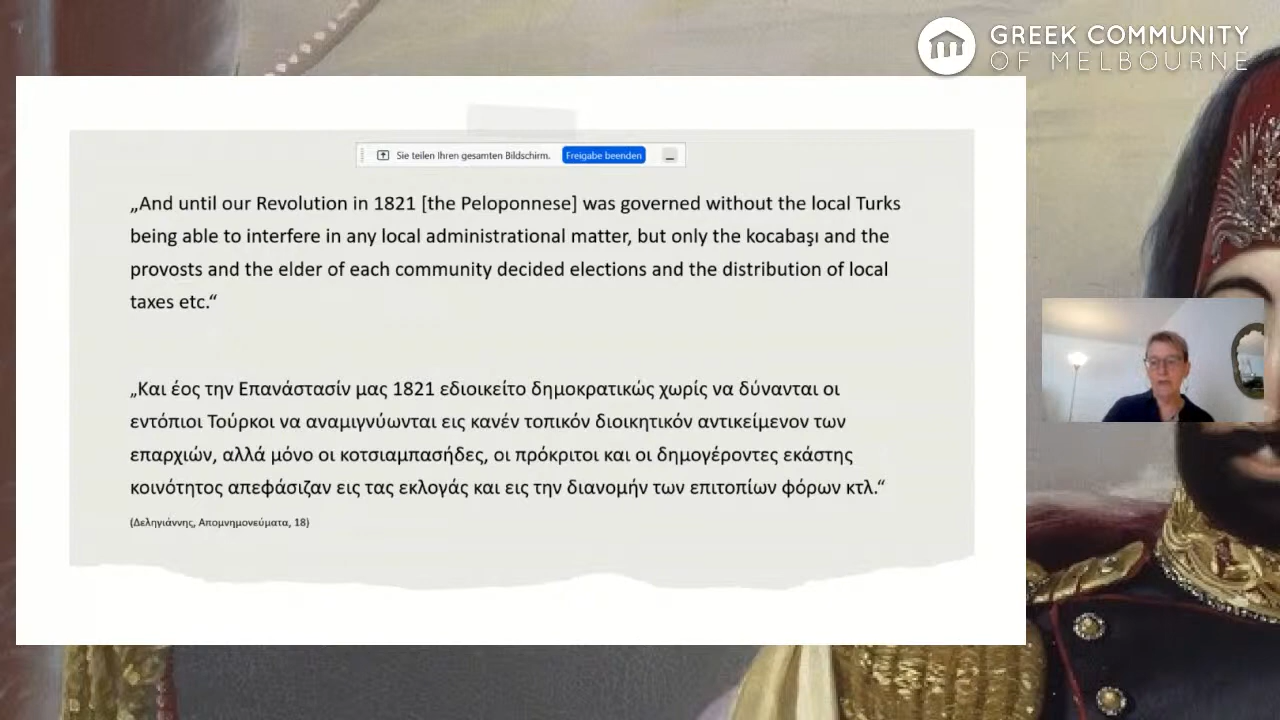 GREEK COMMUNITY
OF MELBOURNE
Sie teilen Ihren gesamten Bildschirm. Freigabe beenden
„And until our Revolution in 1821 [the Peloponnese] was governed without the local Turks
being able to interfere in any local administrational matter, but only the kocabaşı and the
provosts and the elder of each community decided elections and the distribution of local
taxes etc.“
„Και έος την Επανάστασίν μας 1821 εδιοικείτο δημοκρατικώς χωρίς να δύνανται οι
εντόπιοι Τούρκοι να αναμιγνύωνται εις κανέν τοπικόν διοικητικόν αντικείμενον των
επαρχιών, αλλά μόνο οι κοτσιαμπασήδες, οι πρόκριτοι και οι δημογέροντες εκάστης
κοινότητος απεφάσιζαν εις τας εκλογάς και εις την διανομήν των επιτοπίων φόρων κτλ.“
(Δεληγιάννης, Απομνημονεύματα, 18)